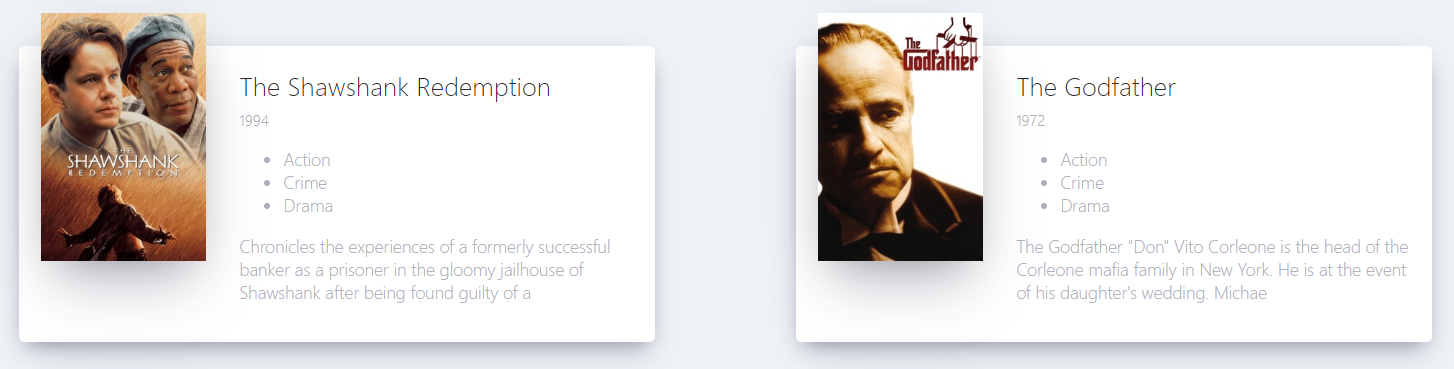 THE
SHAWSHANK
REDEMPTION
The Shawshank Redemption
1994
Action
Crime
Drama
Chronicles the experiences of a formerly successful
banker as a prisoner in the gloomy jailhouse of
Shawshank after being found guilty of a
The
Godfather
The Godfather
1972
Action
Crime
Drama
The Godfather "Don" Vito Corleone is the head of the
Corleone mafia family in New York. He is at the event
of his daughter's wedding. Michae